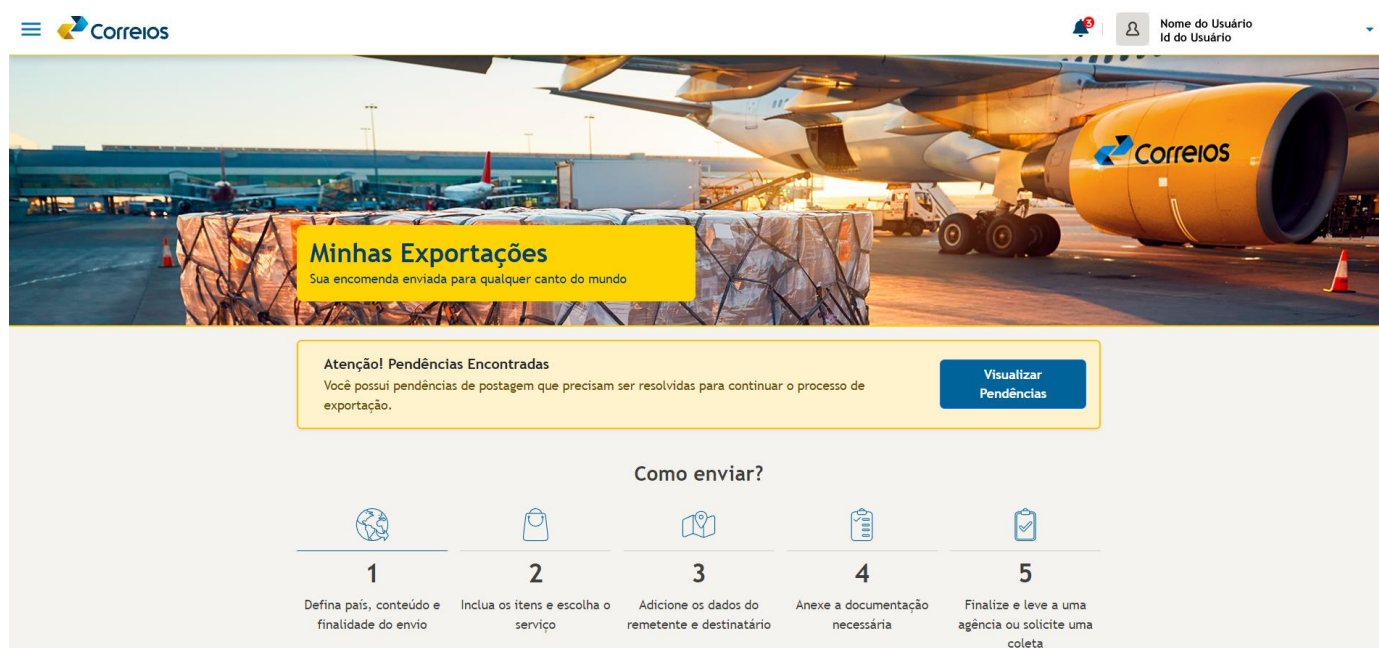 Correios
3
Nome do Usuário
Id do Usuário
Correios
Minhas Exportações
Sua encomenda enviada para qualquer canto do mundo
Atenção! Pendências Encontradas
Você possui pendências de postagem que precisam ser resolvidas para continuar o processo de
exportação.
Visualizar
Pendências
Como enviar?
1
Defina país, conteúdo e
finalidade do envio
2
Inclua os itens e escolha o
serviço
3
Adicione os dados do
remetente e destinatário
4
Anexe a documentação
necessária
5
Finalize e leve a uma
agência ou solicite uma
coleta